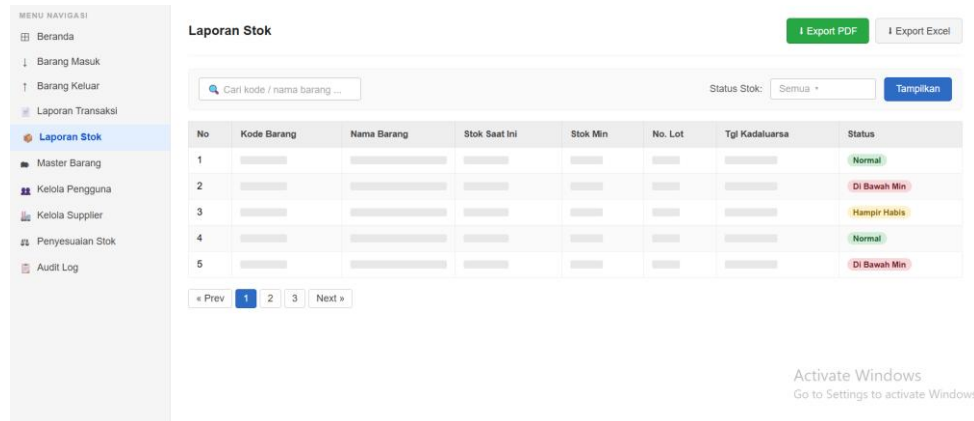 MENU NAVIGASI
Beranda
Barang Masuk
Barang Keluar
Laporan Transaksi
Laporan Stok
Master Barang
Kelola Pengguna
Kelola Supplier
Penyesuaian Stok
Audit Log
Laporan Stok
⭳ Export PDF
⭳ Export Excel
Cari kode / nama barang ...
Status Stok: Semua
Tampilkan
No Kode Barang Nama Barang Stok Saat Ini Stok Min No. Lot Tgl Kadaluarsa Status
1 Normal
2 Di Bawah Min
3 Hampir Habis
4 Normal
5 Di Bawah Min
« Prev 1 2 3 Next »
Activate Windows
Go to Settings to activate Windows